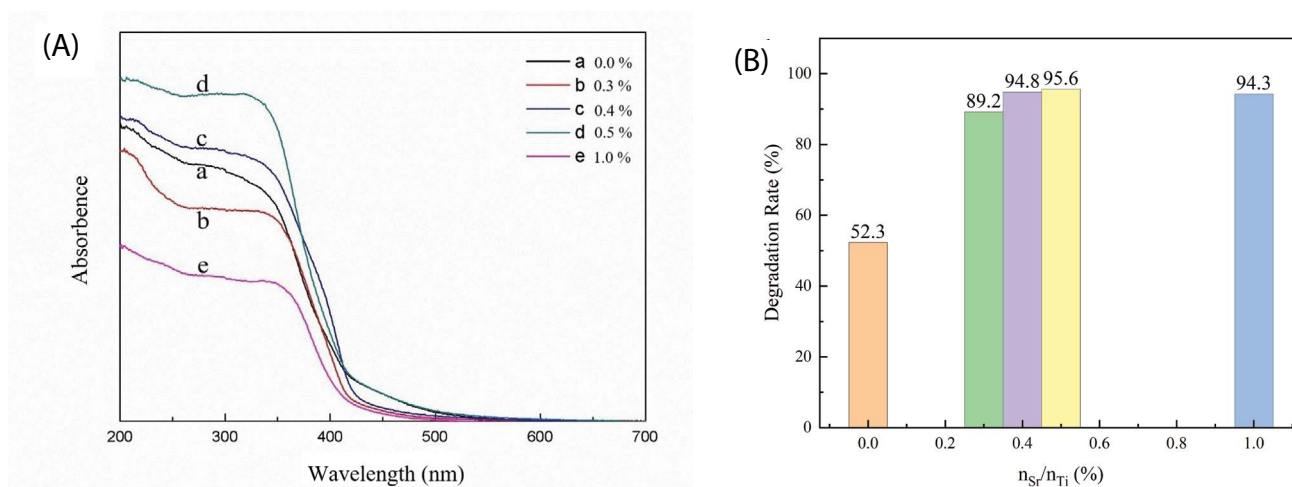 (A)
a 0.0 %
b 0.3 %
c 0.4 %
d 0.5 %
e 1.0 %
d
c
a
b
e
Absorbence
200 300 400 500 600 700
Wavelength (nm)
(B)
100
80
60
40
20
0
52.3
89.2
94.8
95.6
94.3
Degradation Rate (%)
0.0 0.2 0.4 0.6 0.8 1.0
nSr/nTi (%)